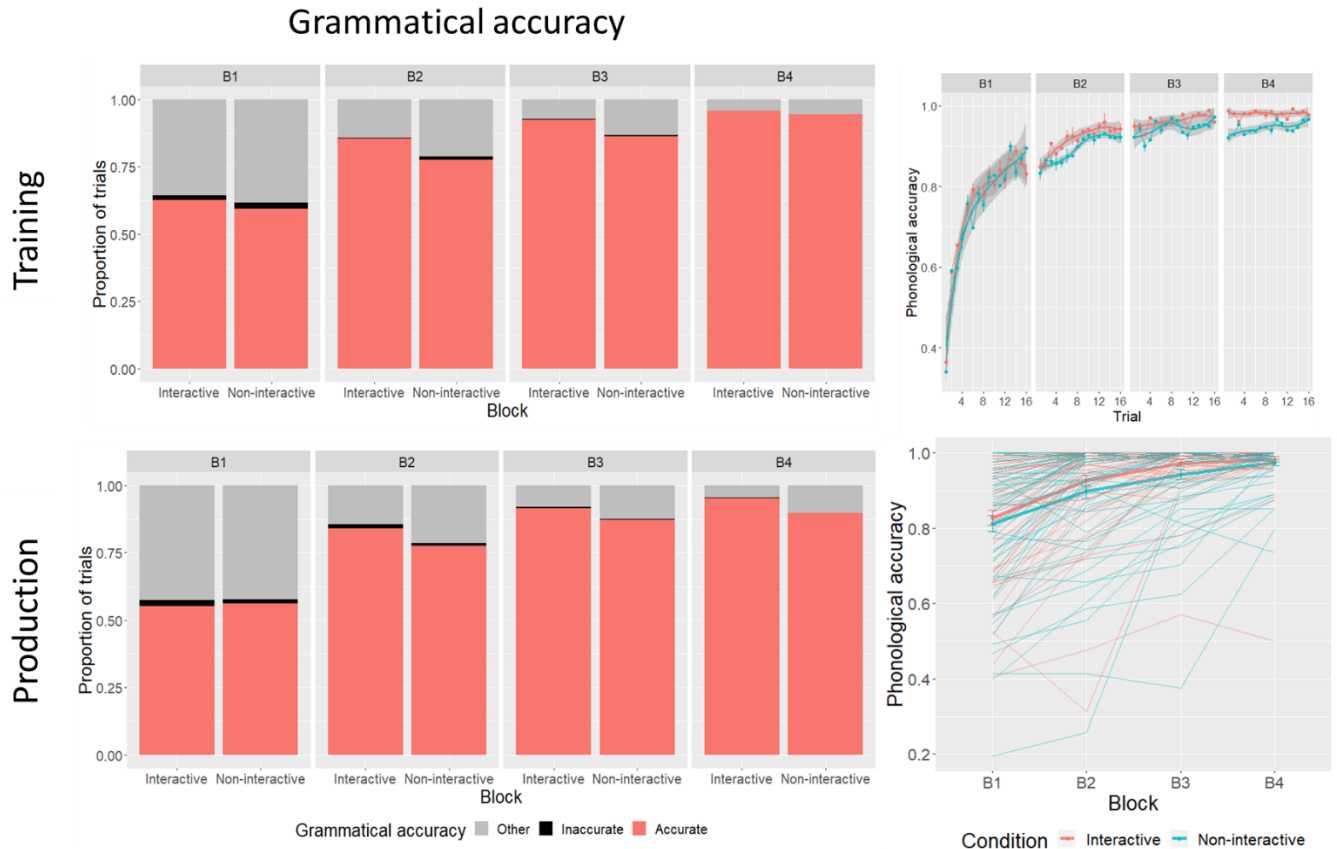 Grammatical accuracy
Training
B1 B2 B3 B4
Proportion of trials
1.00
0.75
0.50
0.25
0.00
Interactive Non-interactive Interactive Non-interactive Interactive Non-interactive Interactive Non-interactive
Block
B1 B2 B3 B4
Phonological accuracy
1.0
0.8
0.6
0.4
4 8 12 16 4 8 12 16 4 8 12 16 4 8 12 16
Trial
Production
B1 B2 B3 B4
Proportion of trials
1.00
0.75
0.50
0.25
0.00
Interactive Non-interactive Interactive Non-interactive Interactive Non-interactive Interactive Non-interactive
Block
Grammatical accuracy Other Inaccurate Accurate
Phonological accuracy
1.0
0.8
0.6
0.4
0.2
B1 B2 B3 B4
Block
Condition Interactive Non-interactive